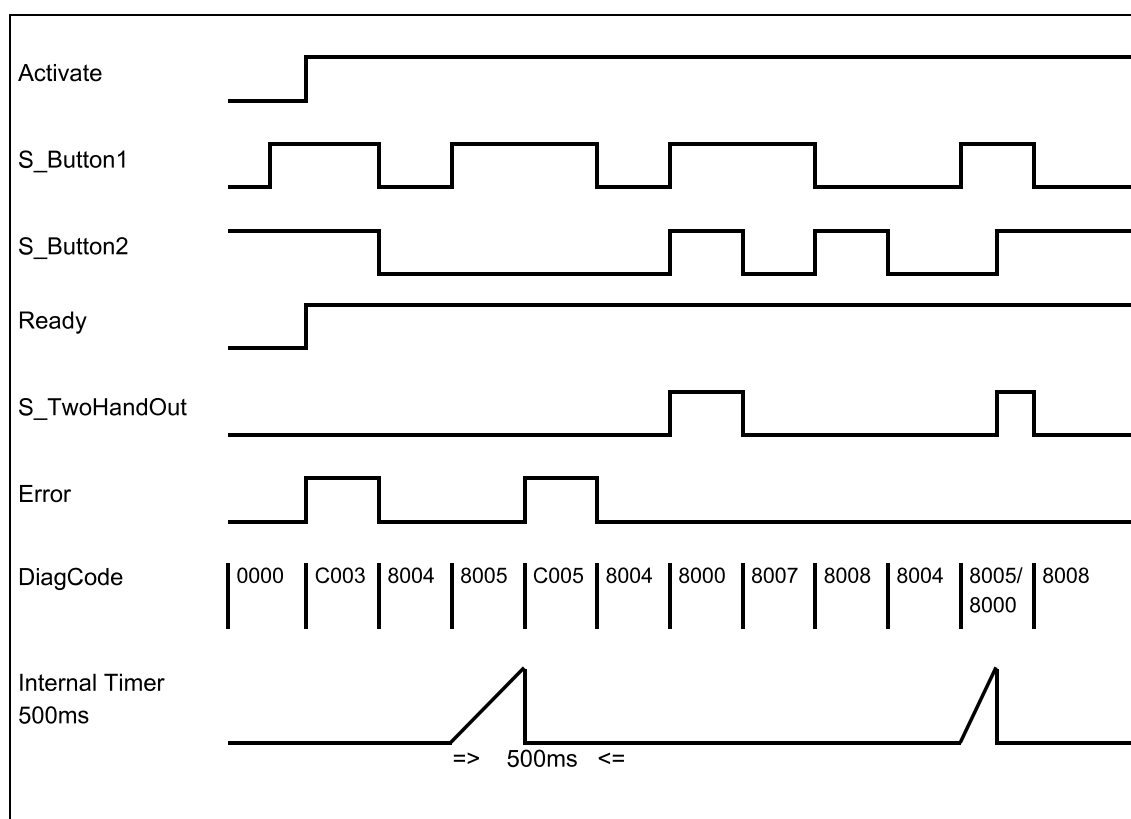 Activate
S_Button1
S_Button2
Ready
S_TwoHandOut
Error
DiagCode 0000 C003 8004 8005 C005 8004 8000 8007 8008 8004 8005/ 8008
8000
Internal Timer
500ms
=> 500ms <=